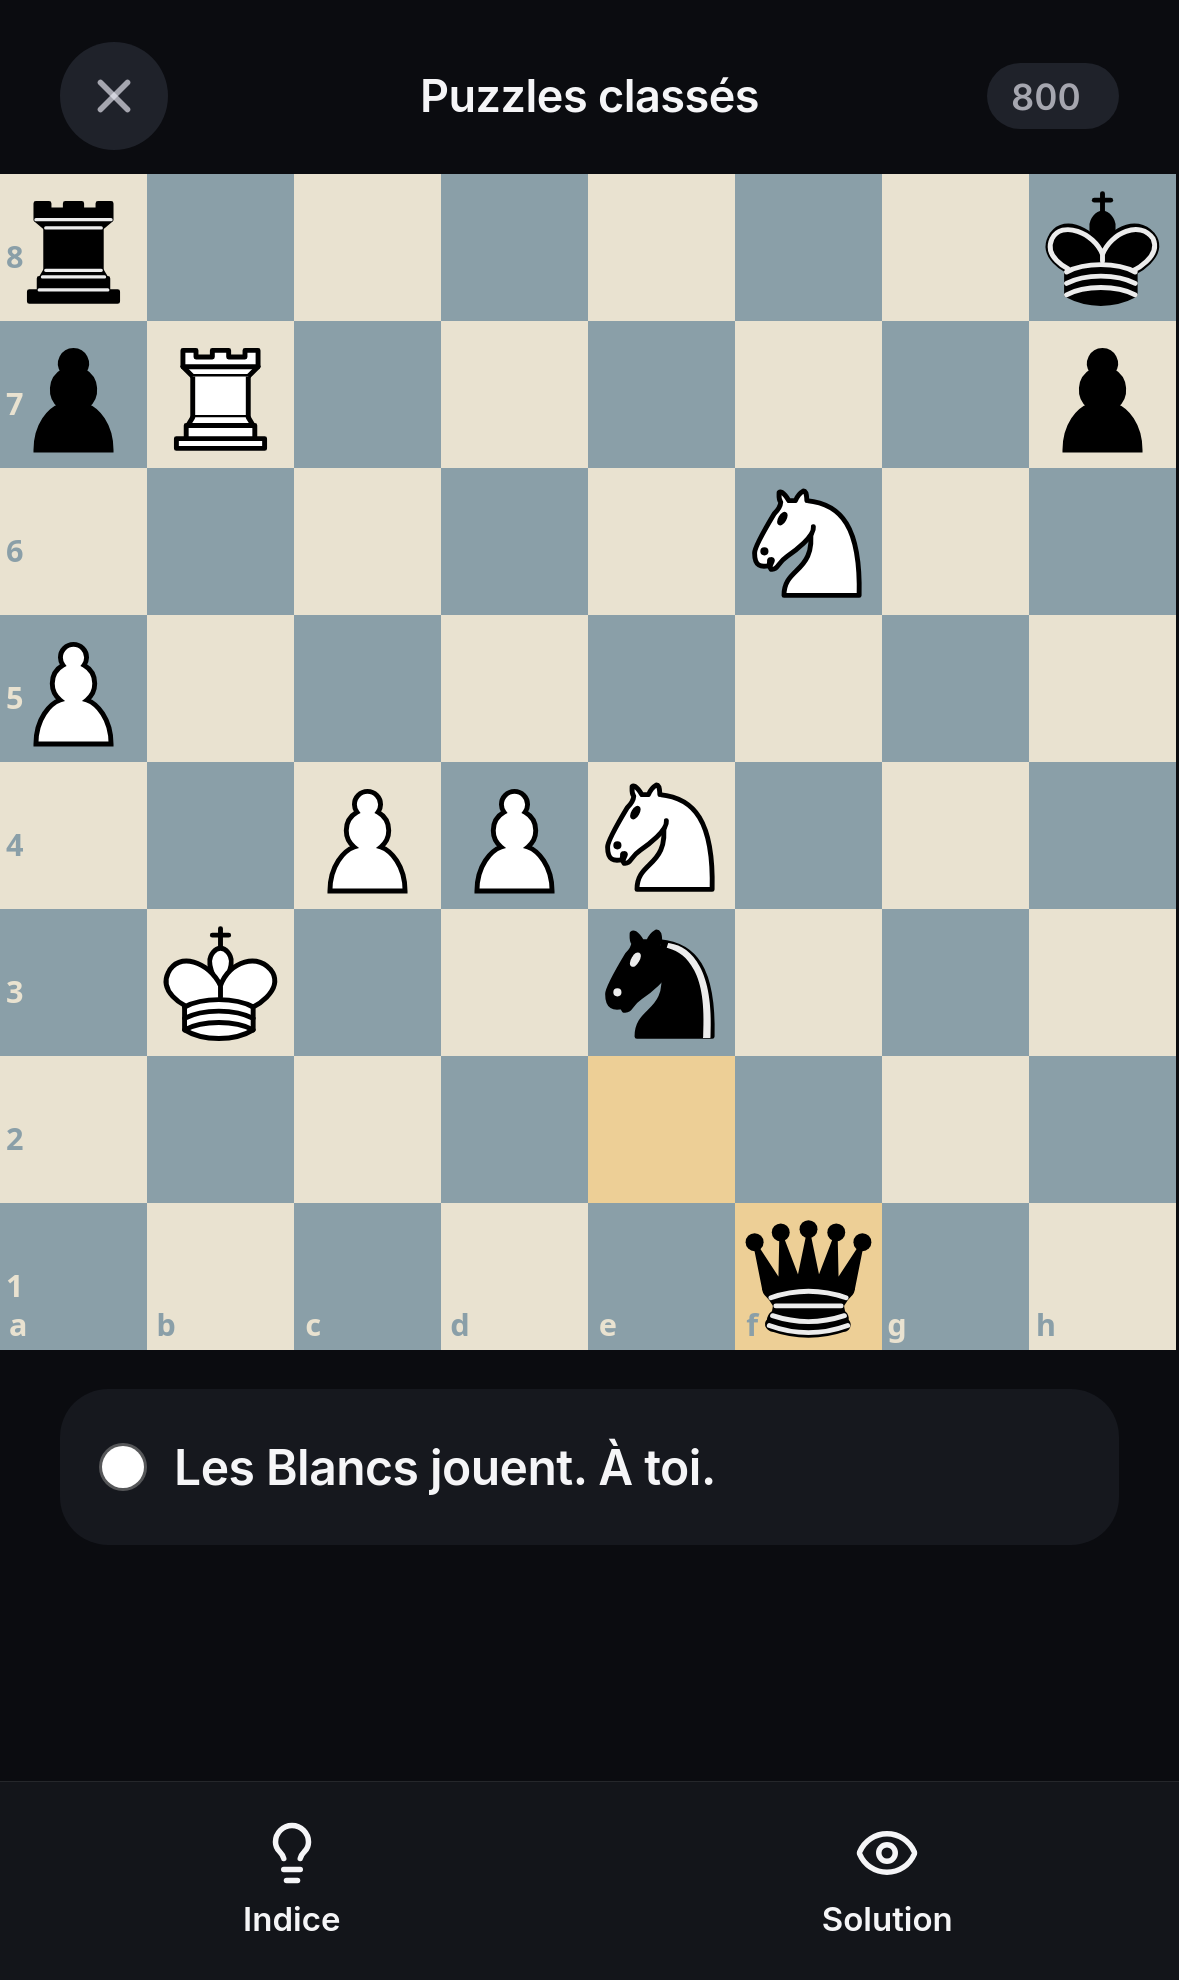 Puzzles classés
800
8
7
6
5
4
3
2
1
a b c d e f g h
Les Blancs jouent. À toi.
Indice
Solution